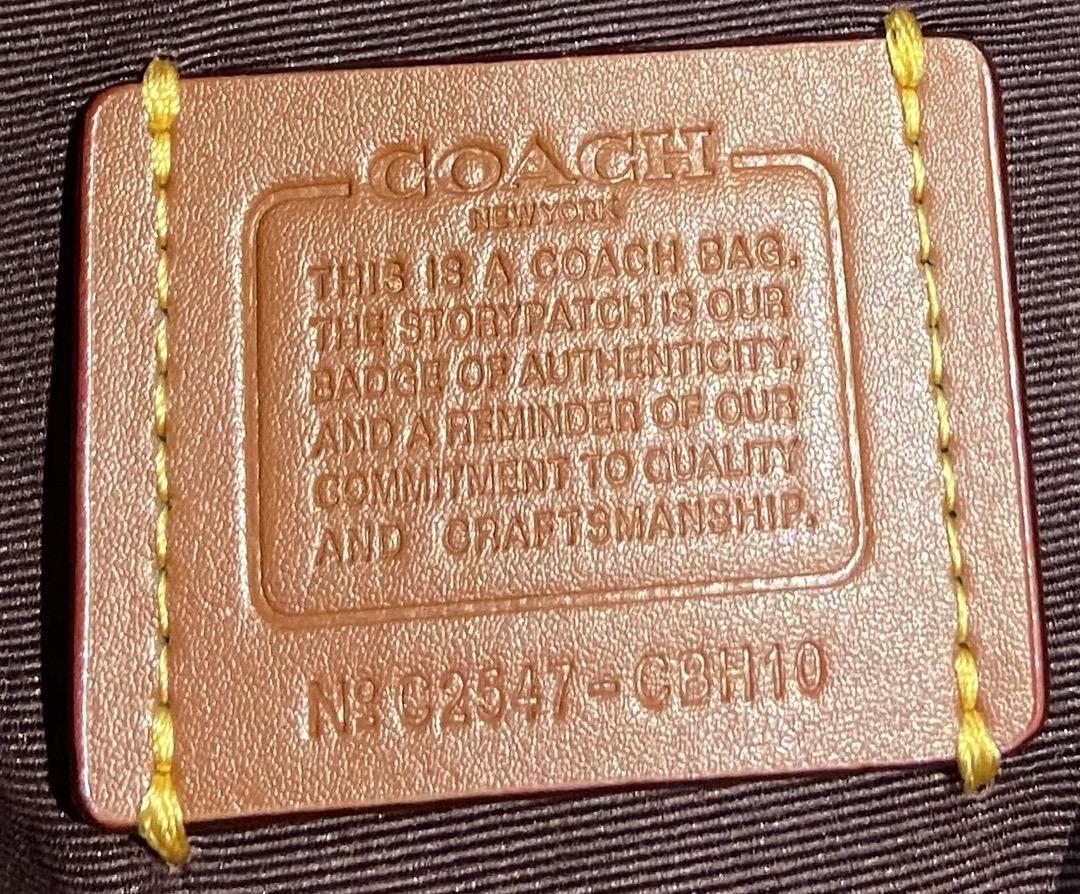 COACH
NEW YORK
THIS IS A COACH BAG.
THE STORYPATCH IS OUR
BADGE OF AUTHENTICITY,
AND A REMINDER OF OUR
COMMITMENT TO QUALITY
AND CRAFTSMANSHIP.
Nº C2547-CBH10